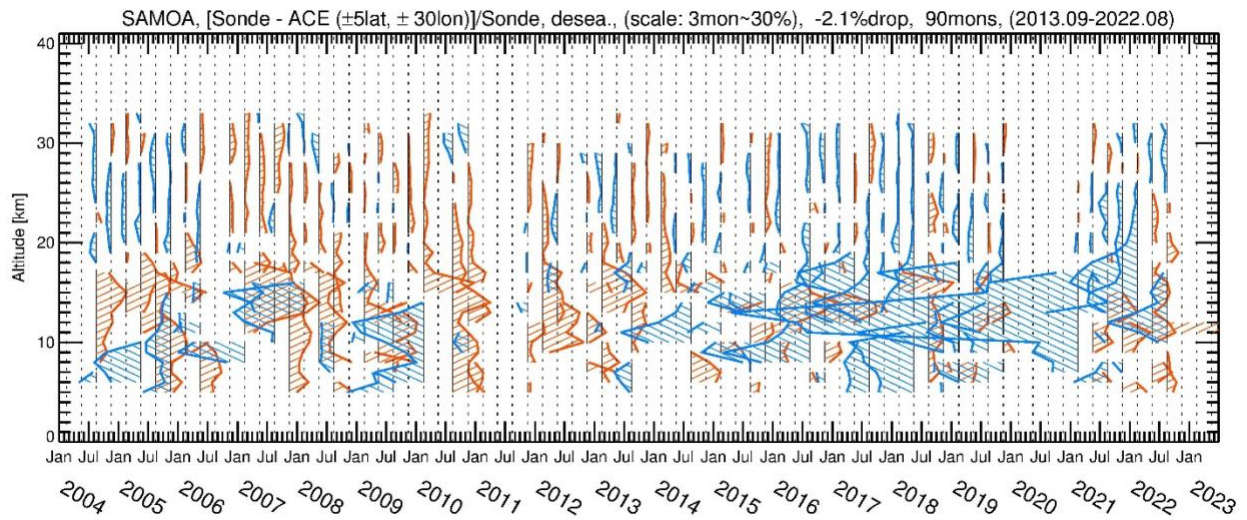 SAMOA, [Sonde - ACE (±5lat, ± 30lon)]/Sonde, desea., (scale: 3mon~30%), -2.1%drop, 90mons, (2013.09-2022.08)
40
30
20
10
0
Altitude [km]
Jan Jul Jan Jul Jan Jul Jan Jul Jan Jul Jan Jul Jan Jul Jan Jul Jan Jul Jan Jul Jan Jul Jan Jul Jan Jul Jan Jul Jan Jul Jan Jul Jan Jul Jan Jul Jan Jul Jan
2004 2005 2006 2007 2008 2009 2010 2011 2012 2013 2014 2015 2016 2017 2018 2019 2020 2021 2022 2023